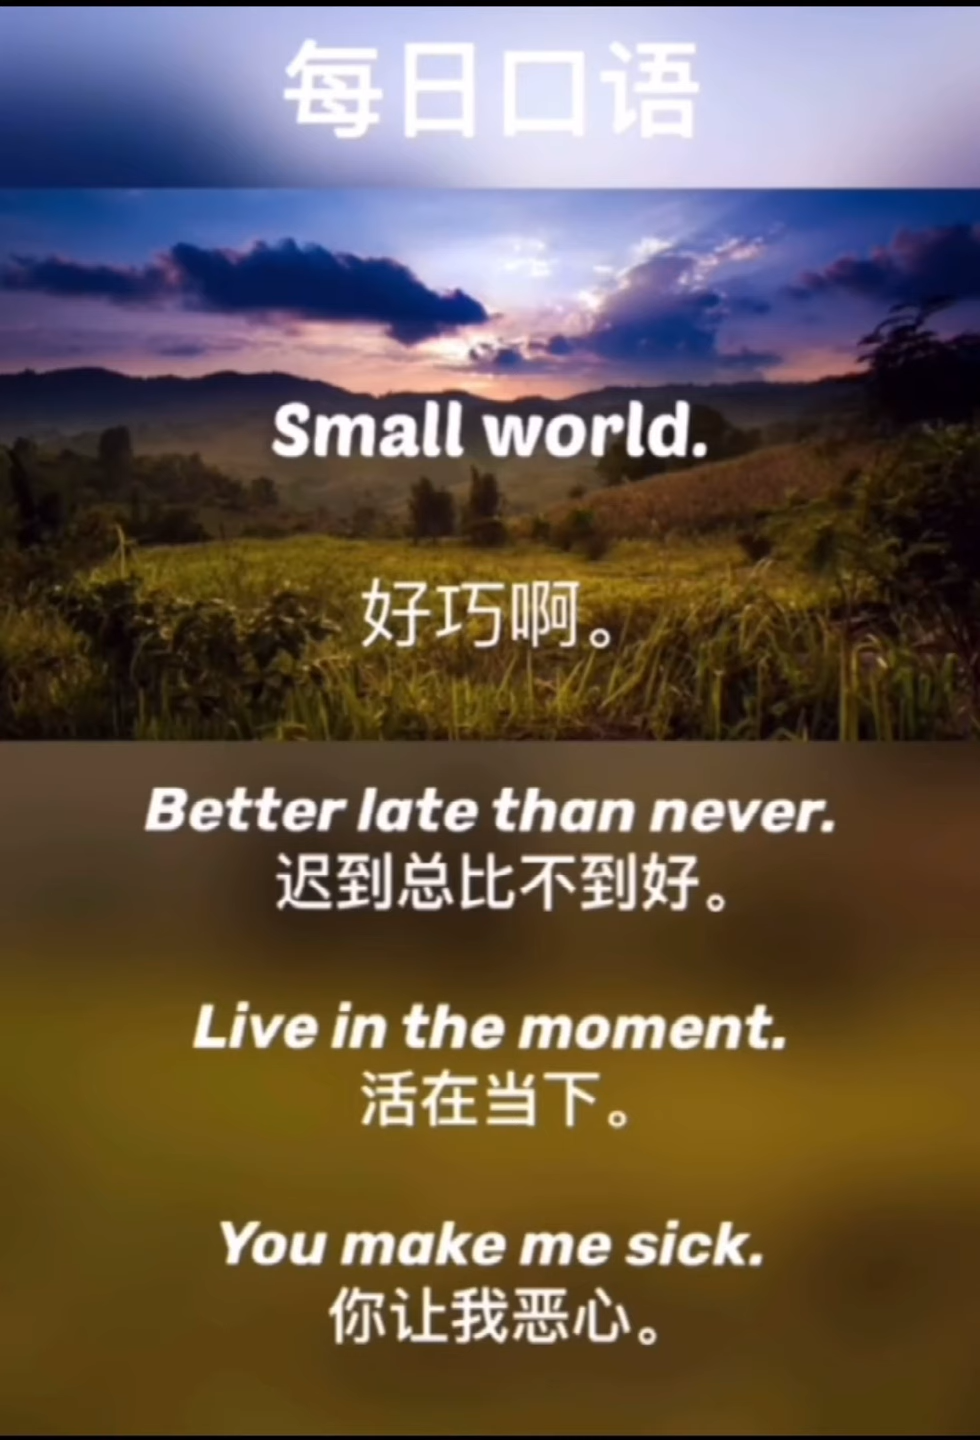 每日口语
Small world.
好巧啊。
Better late than never.
迟到总比不到好。
Live in the moment.
活在当下。
You make me sick.
你让我恶心。